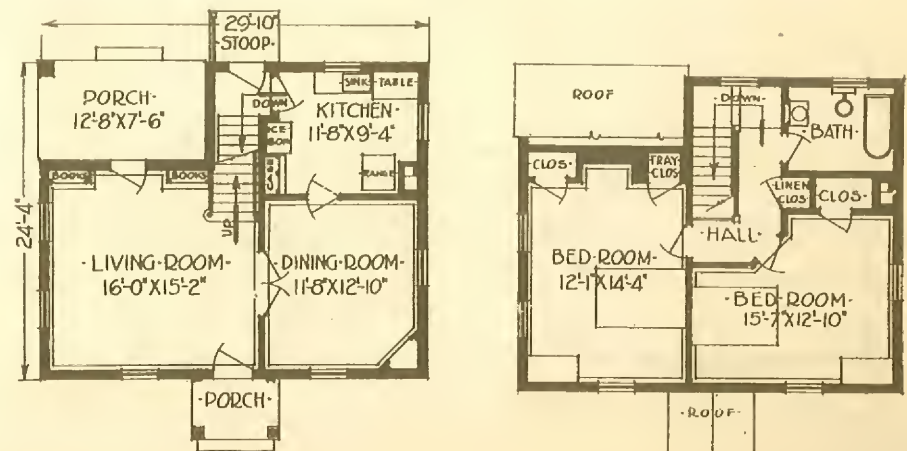 29'-10"
·STOOP·
PORCH·
12'-8"X7'-6"
DOWN
KITCHEN·
11'-8"X9'-4"
SINK
TABLE
ICE
BOX
RANGE
BOOKS
BOOKS
24'-4"
UP
·LIVING·ROOM·
16'-0"X15'-2"
·DINING·ROOM·
11'-8"X12'-10"
·PORCH·
ROOF
·DOWN·
·BATH·
CLOS·
TRAY·
CLOS·
LINEN
CLOS·
·CLOS·
·HALL·
BED·ROOM·
12'-1"X14'-4"
·BED·ROOM·
15'-7"X12'-10"
·ROOF·